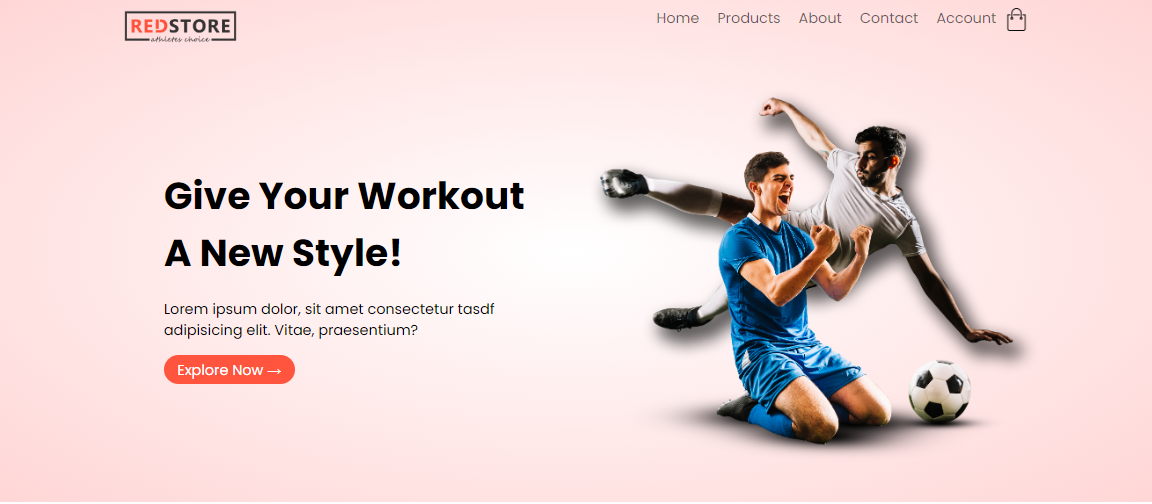 REDSTORE
athletes choice
Home Products About Contact Account
Give Your Workout
A New Style!
Lorem ipsum dolor, sit amet consectetur tasdf
adipisicing elit. Vitae, praesentium?
Explore Now →